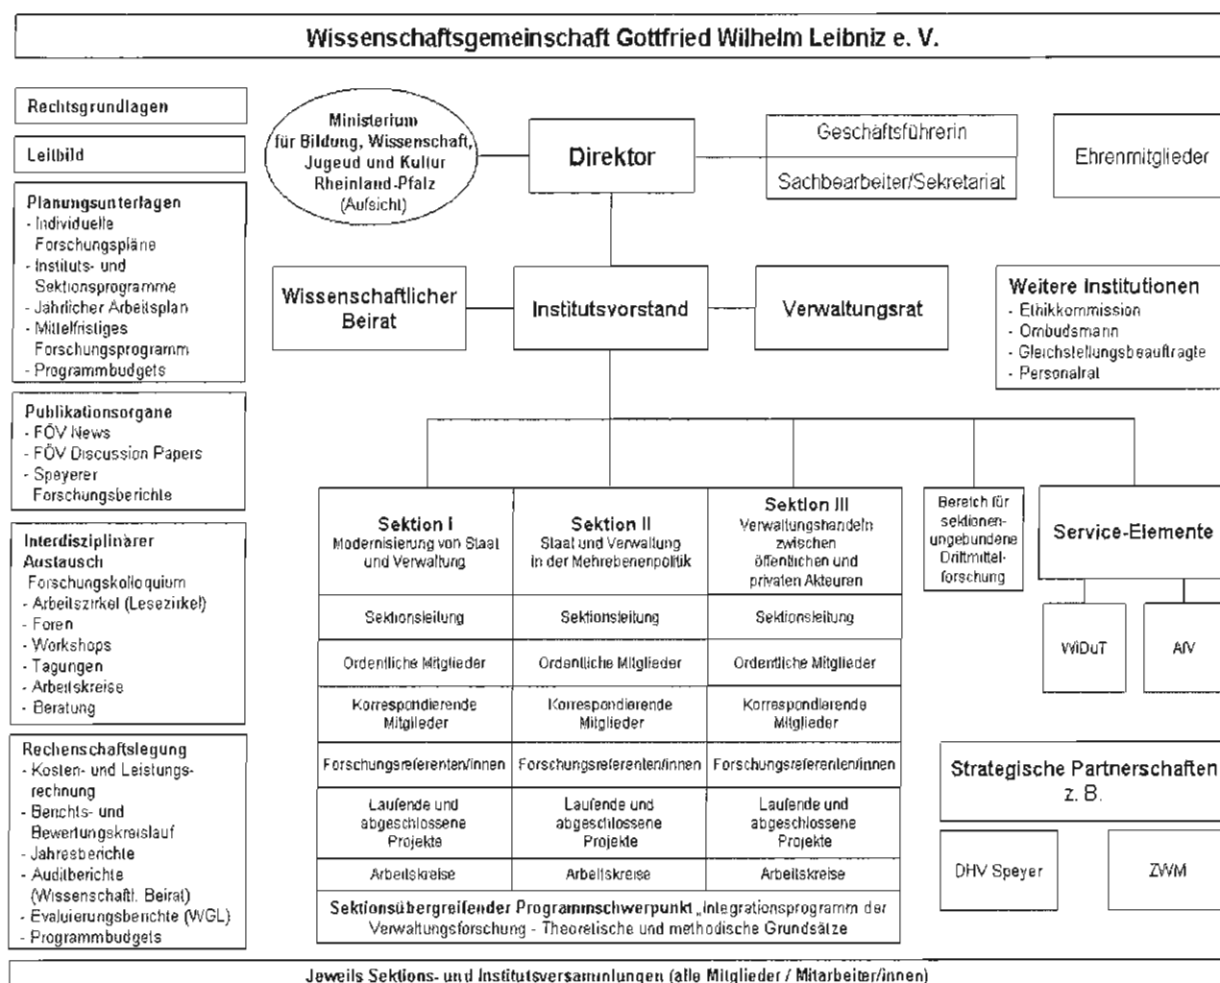 Wissenschaftsgemeinschaft Gottfried Wilhelm Leibniz e. V.
Rechtsgrundlagen
Leitbild
Planungsunterlagen
- Individuelle
Forschungspläne
- Instituts- und
Sektionsprogramme
- Jährlicher Arbeitsplan
- Mittelfristiges
Forschungsprogramm
- Programmbudgets
Publikationsorgane
- FÖV News
- FÖV Discussion Papers
- Speyerer
Forschungsberichte
Interdisziplinärer
Austausch
Forschungskolloquium
- Arbeitszirkel (Lesezirkel)
- Foren
- Workshops
- Tagungen
- Arbeitskreise
- Beratung
Rechenschaftslegung
- Kosten- und Leistungs-
rechnung
- Berichts- und
Bewertungskreislauf
- Jahresberichte
- Auditberichte
(Wissenschaftl. Beirat)
- Evaluierungsberichte (WGL)
- Programmbudgets
Ministerium
für Bildung, Wissenschaft,
Jugend und Kultur
Rheinland-Pfalz
(Aufsicht)
Direktor
Geschäftsführerin
Sachbearbeiter/Sekretariat
Ehrenmitglieder
Wissenschaftlicher
Beirat
Institutsvorstand
Verwaltungsrat
Weitere Institutionen
- Ethikkommission
- Ombudsmann
- Gleichstellungsbeauftragte
- Personalrat
Sektion I
Modernisierung von Staat
und Verwaltung
Sektionsleitung
Ordentliche Mitglieder
Korrespondierende
Mitglieder
Forschungsreferenten/innen
Laufende und
abgeschlossene
Projekte
Arbeitskreise
Sektion II
Staat und Verwaltung
in der Mehrebenenpolitik
Sektionsleitung
Ordentliche Mitglieder
Korrespondierende
Mitglieder
Forschungsreferenten/innen
Laufende und
abgeschlossene
Projekte
Arbeitskreise
Sektion III
Verwaltungshandeln
zwischen
öffentlichen und
privaten Akteuren
Sektionsleitung
Ordentliche Mitglieder
Korrespondierende
Mitglieder
Forschungsreferenten/innen
Laufende und
abgeschlossene
Projekte
Arbeitskreise
Sektionsübergreifender Programmschwerpunkt „Integrationsprogramm der
Verwaltungsforschung - Theoretische und methodische Grundsätze
Bereich für
sektionen-
ungebundene
Drittmittel-
forschung
Service-Elemente
WiDuT
AfV
Strategische Partnerschaften
z. B.
DHV Speyer
ZWM
Jeweils Sektions- und Institutsversammlungen (alle Mitglieder / Mitarbeiter/innen)